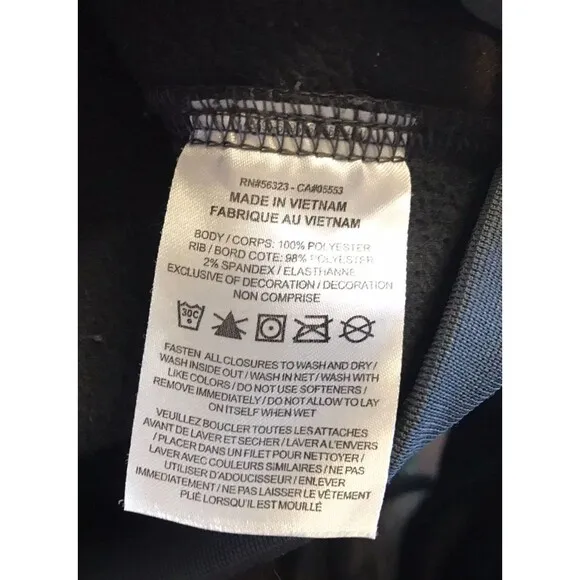 RN#56323 - CA#05553
MADE IN VIETNAM
FABRIQUE AU VIETNAM
BODY / CORPS: 100% POLYESTER
RIB / BORD COTE: 98% POLYESTER
2% SPANDEX / ELASTHANNE
EXCLUSIVE OF DECORATION / DECORATION
NON COMPRISE
30C
FASTEN ALL CLOSURES TO WASH AND DRY /
WASH INSIDE OUT / WASH IN NET / WASH WITH
LIKE COLORS / DO NOT USE SOFTENERS /
REMOVE IMMEDIATELY / DO NOT ALLOW TO LAY
ON ITSELF WHEN WET
VEUILLEZ BOUCLER TOUTES LES ATTACHES
AVANT DE LAVER ET SECHER / LAVER A L'ENVERS
/ PLACER DANS UN FILET POUR NETTOYER /
LAVER AVEC COULEURS SIMILAIRES / NE PAS
UTILISER D'ADOUCISSEUR / ENLEVER
IMMEDIATEMENT / NE PAS LAISSER LE VÊTEMENT
PLIÉ LORSQU'IL EST MOUILLÉ